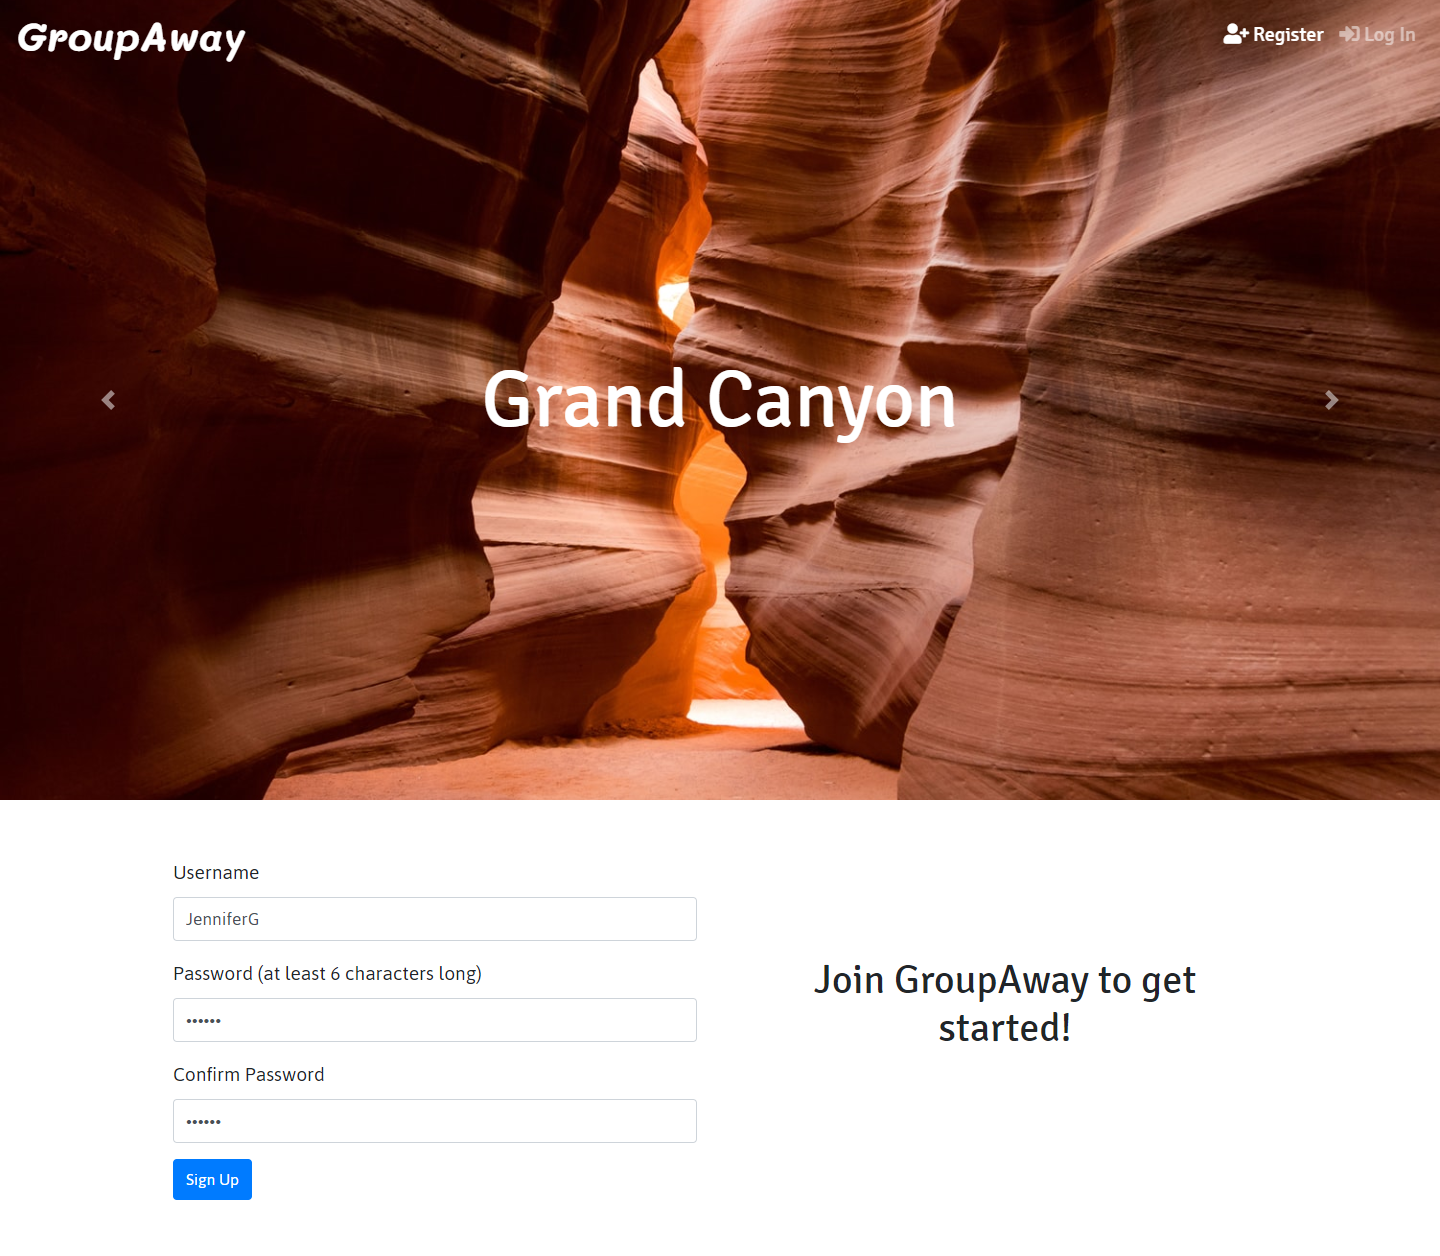 GroupAway
Register Log In
Grand Canyon
Username
JenniferG
Password (at least 6 characters long)
••••••
Confirm Password
••••••
Sign Up
Join GroupAway to get
started!